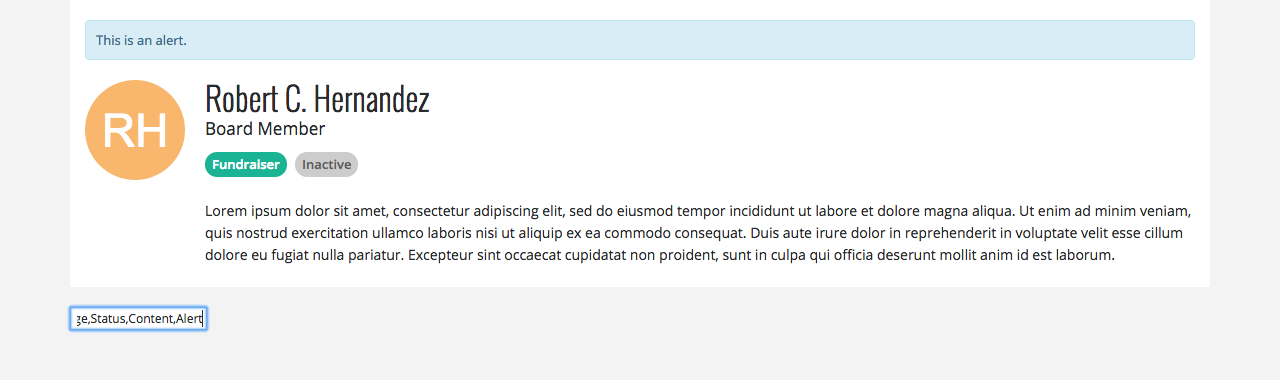 This is an alert.
RH
Robert C. Hernandez
Board Member
Fundraiser Inactive
Lorem ipsum dolor sit amet, consectetur adipiscing elit, sed do eiusmod tempor incididunt ut labore et dolore magna aliqua. Ut enim ad minim veniam,
quis nostrud exercitation ullamco laboris nisi ut aliquip ex ea commodo consequat. Duis aute irure dolor in reprehenderit in voluptate velit esse cillum
dolore eu fugiat nulla pariatur. Excepteur sint occaecat cupidatat non proident, sunt in culpa qui officia deserunt mollit anim id est laborum.
ge,Status,Content,Alert